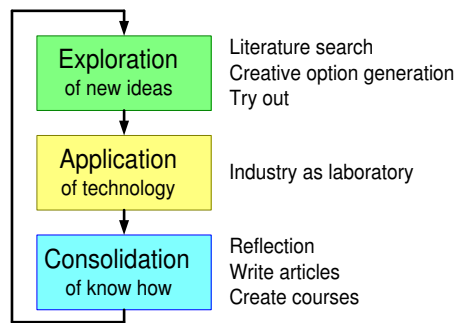 Exploration
of new ideas
Literature search
Creative option generation
Try out
Application
of technology
Industry as laboratory
Consolidation
of know how
Reflection
Write articles
Create courses